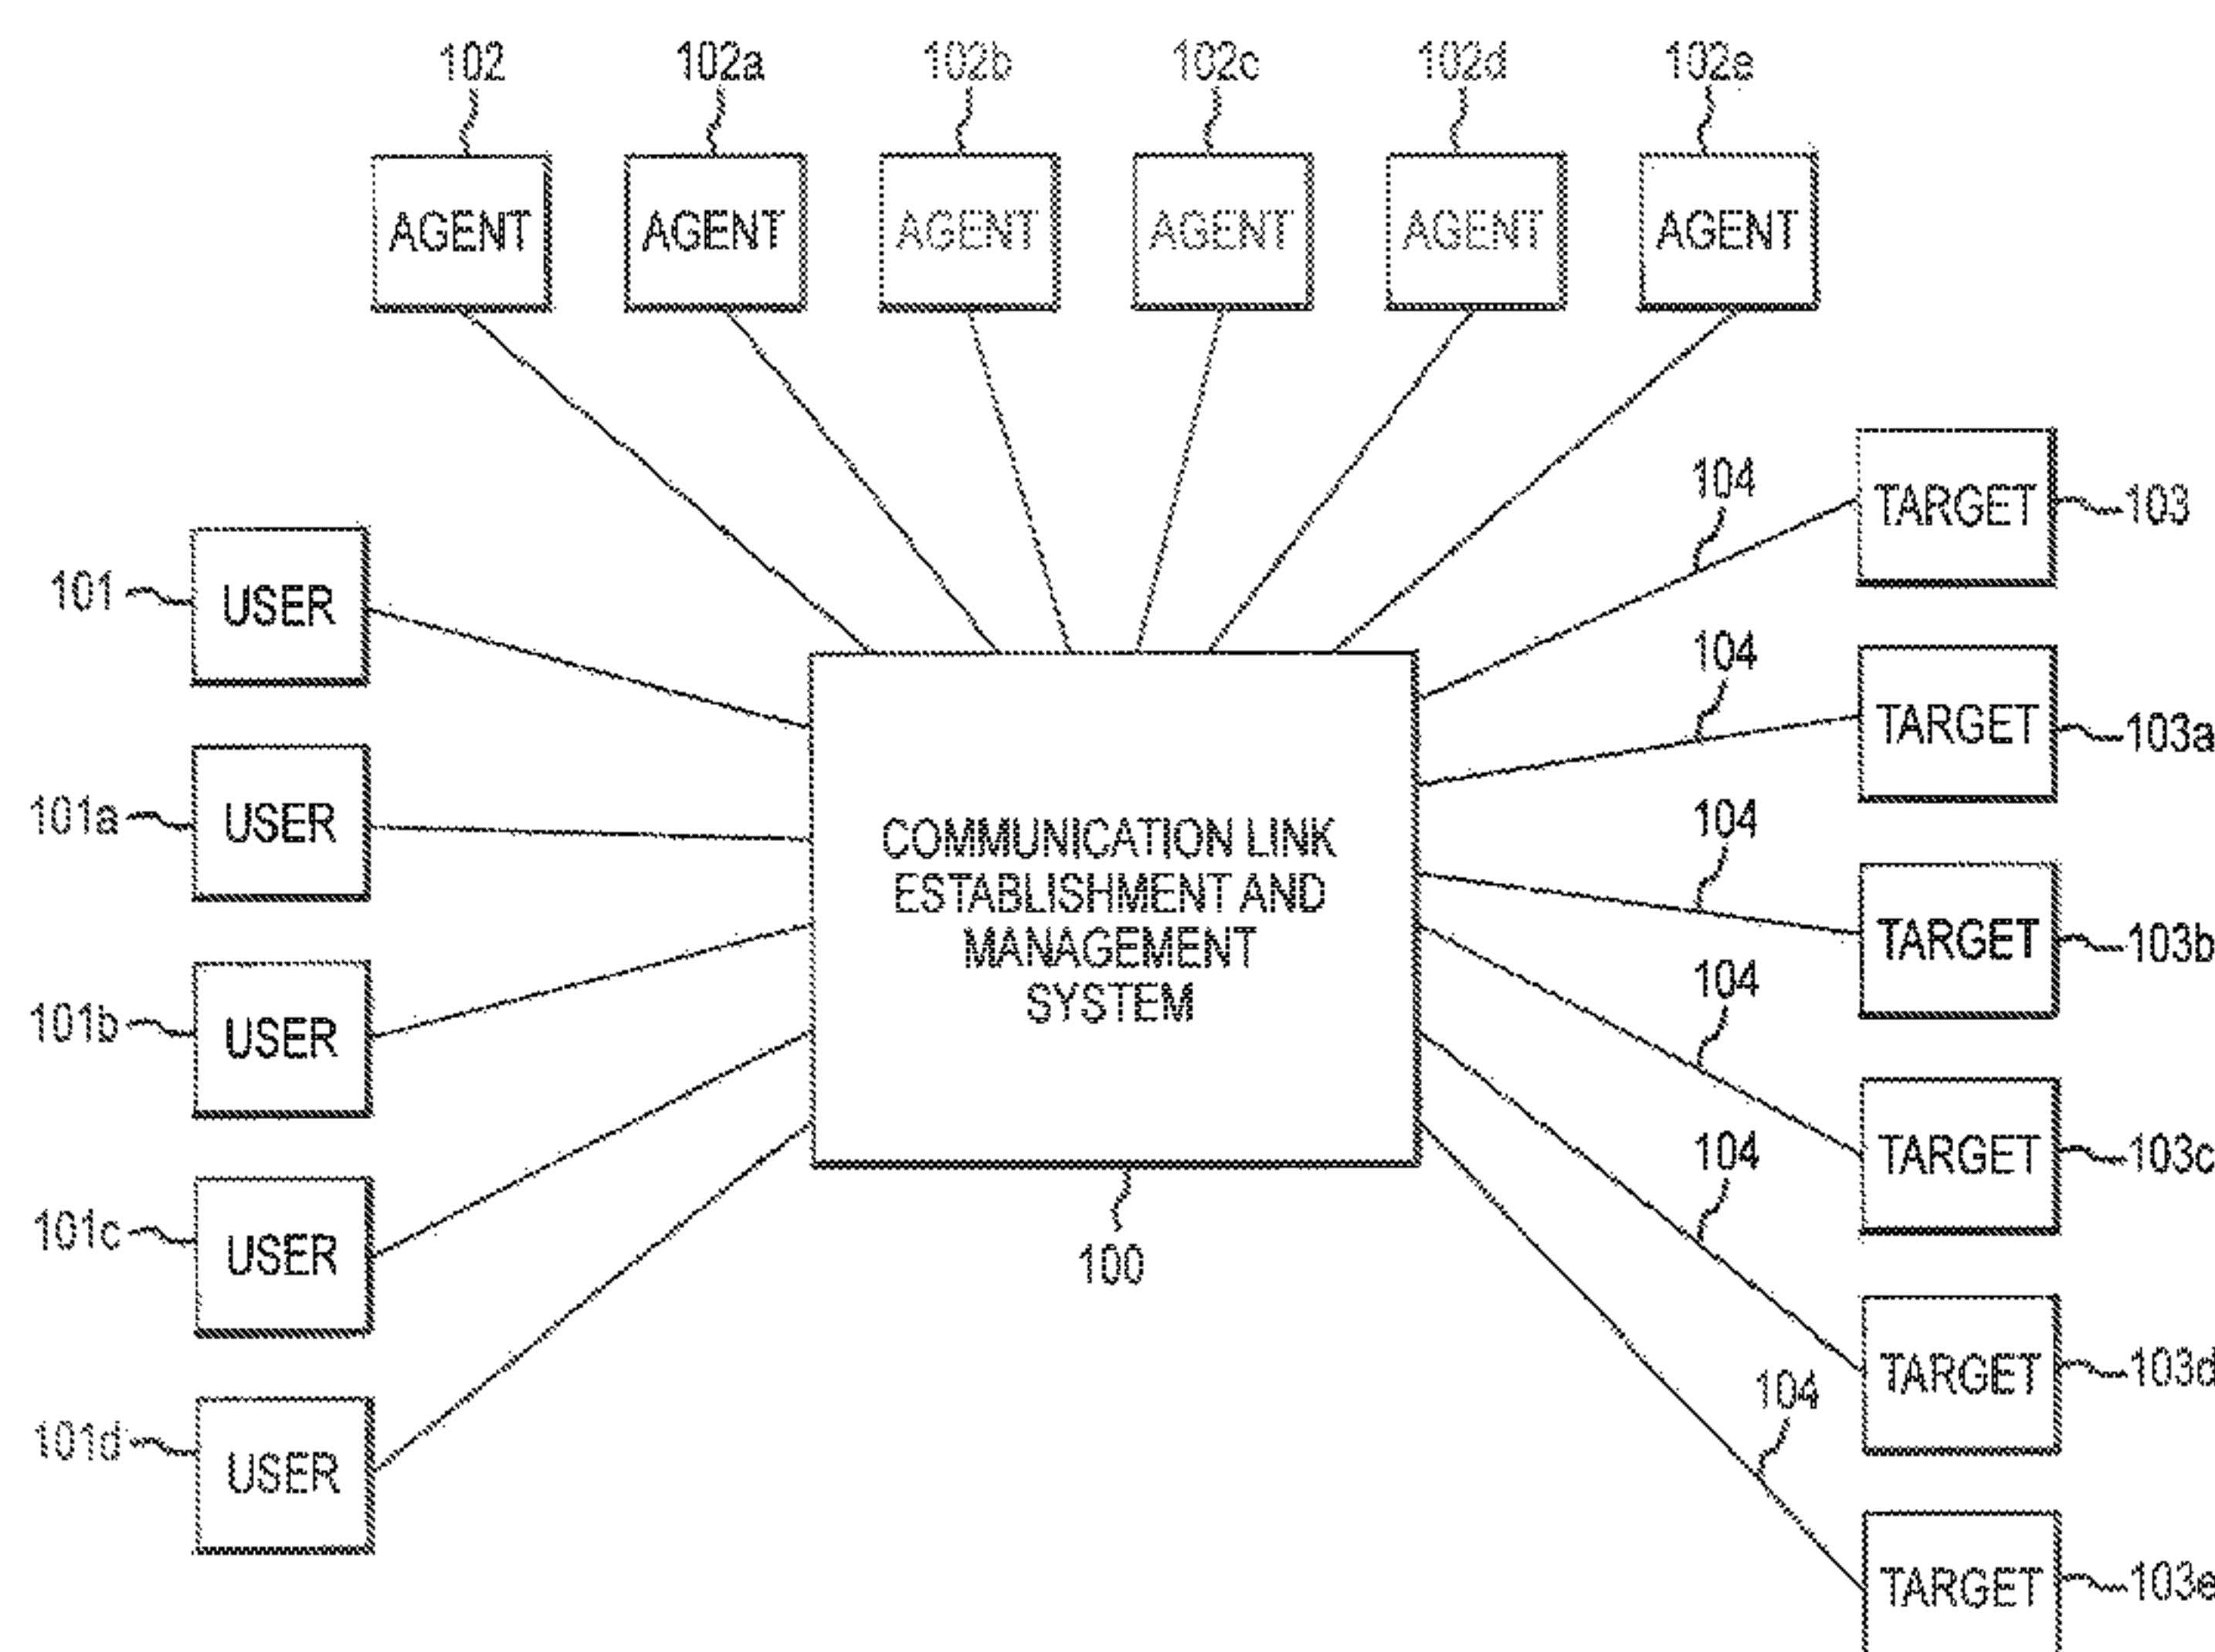 102 102a 102b 102c 102d 102e
AGENT AGENT AGENT AGENT AGENT AGENT
104 TARGET 103
101 USER
104 TARGET 103a
101a USER
104
COMMUNICATION LINK
ESTABLISHMENT AND
MANAGEMENT
SYSTEM
TARGET 103b
104
101b USER
TARGET 103c
104
101c USER
100
TARGET 103d
104
101d USER
TARGET 103e